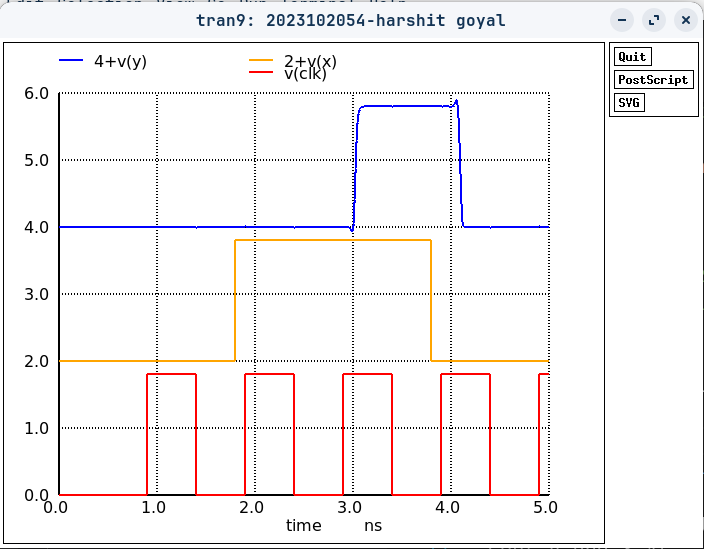 tran9: 2023102054-harshit goyal
4+v(y)
2+v(x)
v(clk)
Quit
PostScript
SVG
6.0
5.0
4.0
3.0
2.0
1.0
0.0
0.0 1.0 2.0 3.0 4.0 5.0
time ns